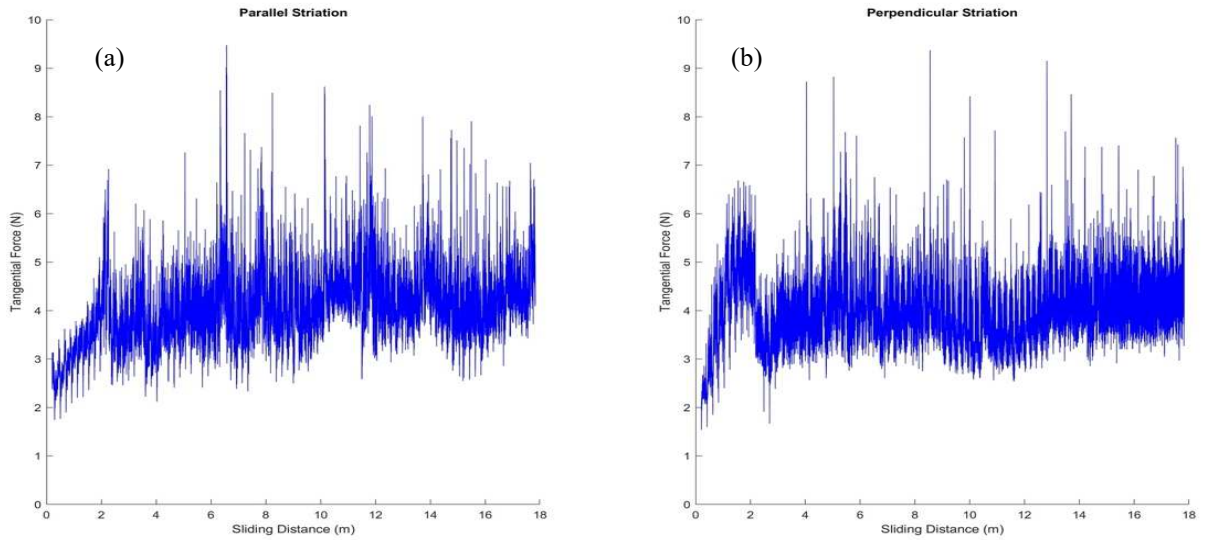 Parallel Striation
(a)
Tangential Force (N)
10
9
8
7
6
5
4
3
2
1
0
0 2 4 6 8 10 12 14 16 18
Sliding Distance (m)
Perpendicular Striation
(b)
Tangential Force (N)
10
9
8
7
6
5
4
3
2
1
0
0 2 4 6 8 10 12 14 16 18
Sliding Distance (m)